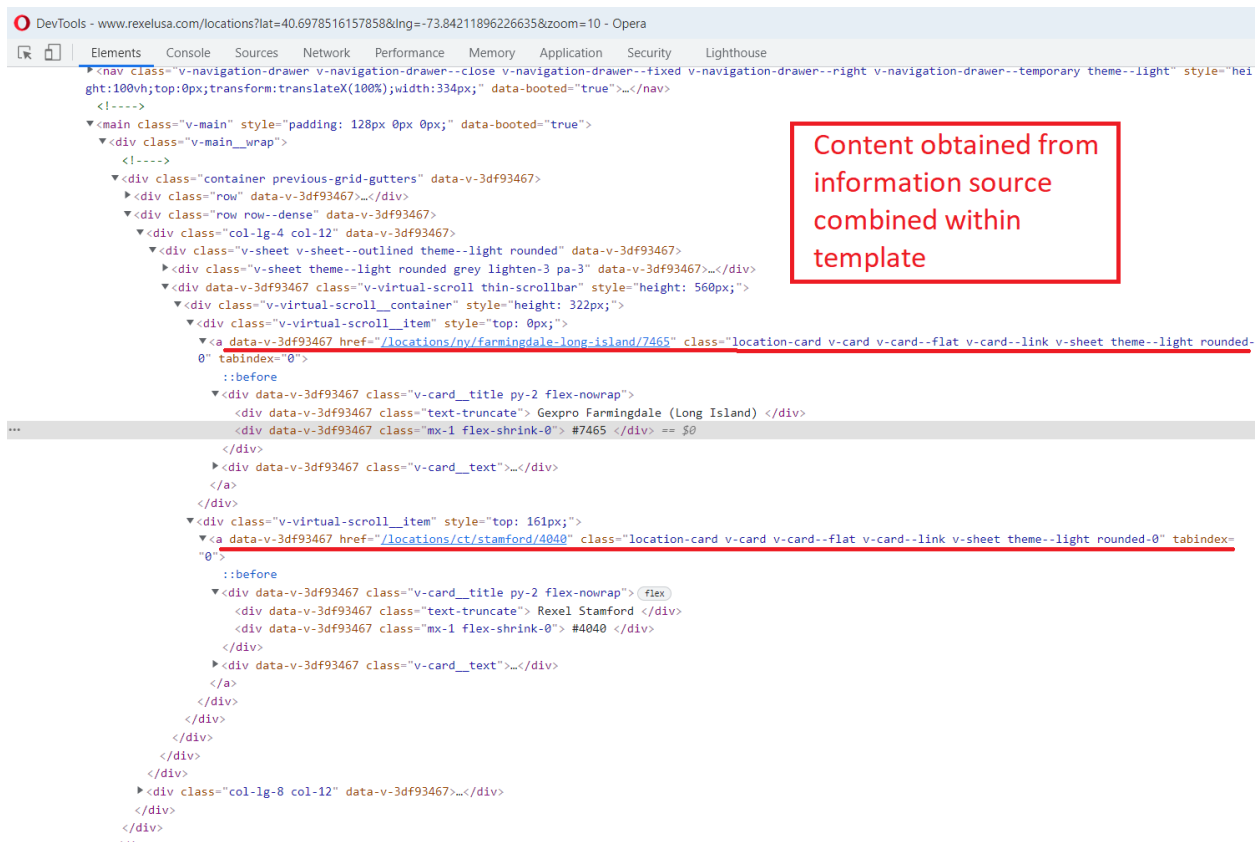 DevTools - www.rexelusa.com/locations?lat=40.6978516157858&lng=-73.84211896226635&zoom=10 - Opera
Elements Console Sources Network Performance Memory Application Security Lighthouse
▶<nav class="v-navigation-drawer v-navigation-drawer--close v-navigation-drawer--fixed v-navigation-drawer--right v-navigation-drawer--temporary theme--light" style="hei
ght:100vh;top:0px;transform:translateX(100%);width:334px;" data-booted="true">…</nav>
<!---->
▼<main class="v-main" style="padding: 128px 0px 0px;" data-booted="true">
▼<div class="v-main__wrap">
<!---->
▼<div class="container previous-grid-gutters" data-v-3df93467>
▶<div class="row" data-v-3df93467>…</div>
▼<div class="row row--dense" data-v-3df93467>
▼<div class="col-lg-4 col-12" data-v-3df93467>
▼<div class="v-sheet v-sheet--outlined theme--light rounded" data-v-3df93467>
▶<div class="v-sheet theme--light rounded grey lighten-3 pa-3" data-v-3df93467>…</div>
▼<div data-v-3df93467 class="v-virtual-scroll thin-scrollbar" style="height: 560px;">
▼<div class="v-virtual-scroll__container" style="height: 322px;">
▼<div class="v-virtual-scroll__item" style="top: 0px;">
▼<a data-v-3df93467 href="/locations/ny/farmingdale-long-island/7465" class="location-card v-card v-card--flat v-card--link v-sheet theme--light rounded-
0" tabindex="0">
::before
▼<div data-v-3df93467 class="v-card__title py-2 flex-nowrap">
<div data-v-3df93467 class="text-truncate"> Gexpro Farmingdale (Long Island) </div>
… <div data-v-3df93467 class="mx-1 flex-shrink-0"> #7465 </div> == $0
</div>
▶<div data-v-3df93467 class="v-card__text">…</div>
</a>
</div>
▼<div class="v-virtual-scroll__item" style="top: 161px;">
▼<a data-v-3df93467 href="/locations/ct/stamford/4040" class="location-card v-card v-card--flat v-card--link v-sheet theme--light rounded-0" tabindex=
"0">
::before
▼<div data-v-3df93467 class="v-card__title py-2 flex-nowrap"> flex
<div data-v-3df93467 class="text-truncate"> Rexel Stamford </div>
<div data-v-3df93467 class="mx-1 flex-shrink-0"> #4040 </div>
</div>
▶<div data-v-3df93467 class="v-card__text">…</div>
</a>
</div>
</div>
</div>
</div>
</div>
▶<div class="col-lg-8 col-12" data-v-3df93467>…</div>
</div>
</div>
Content obtained from
information source
combined within
template